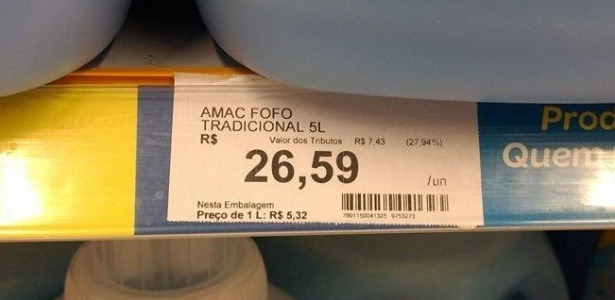 AMAC FOFO
TRADICIONAL 5L
R$ Valor dos Tributos R$ 7,43 (27.94%)
26,59 /un
Nesta Embalagem
Preço de 1 L: R$ 5,32
7891150041325 9753273
Quem